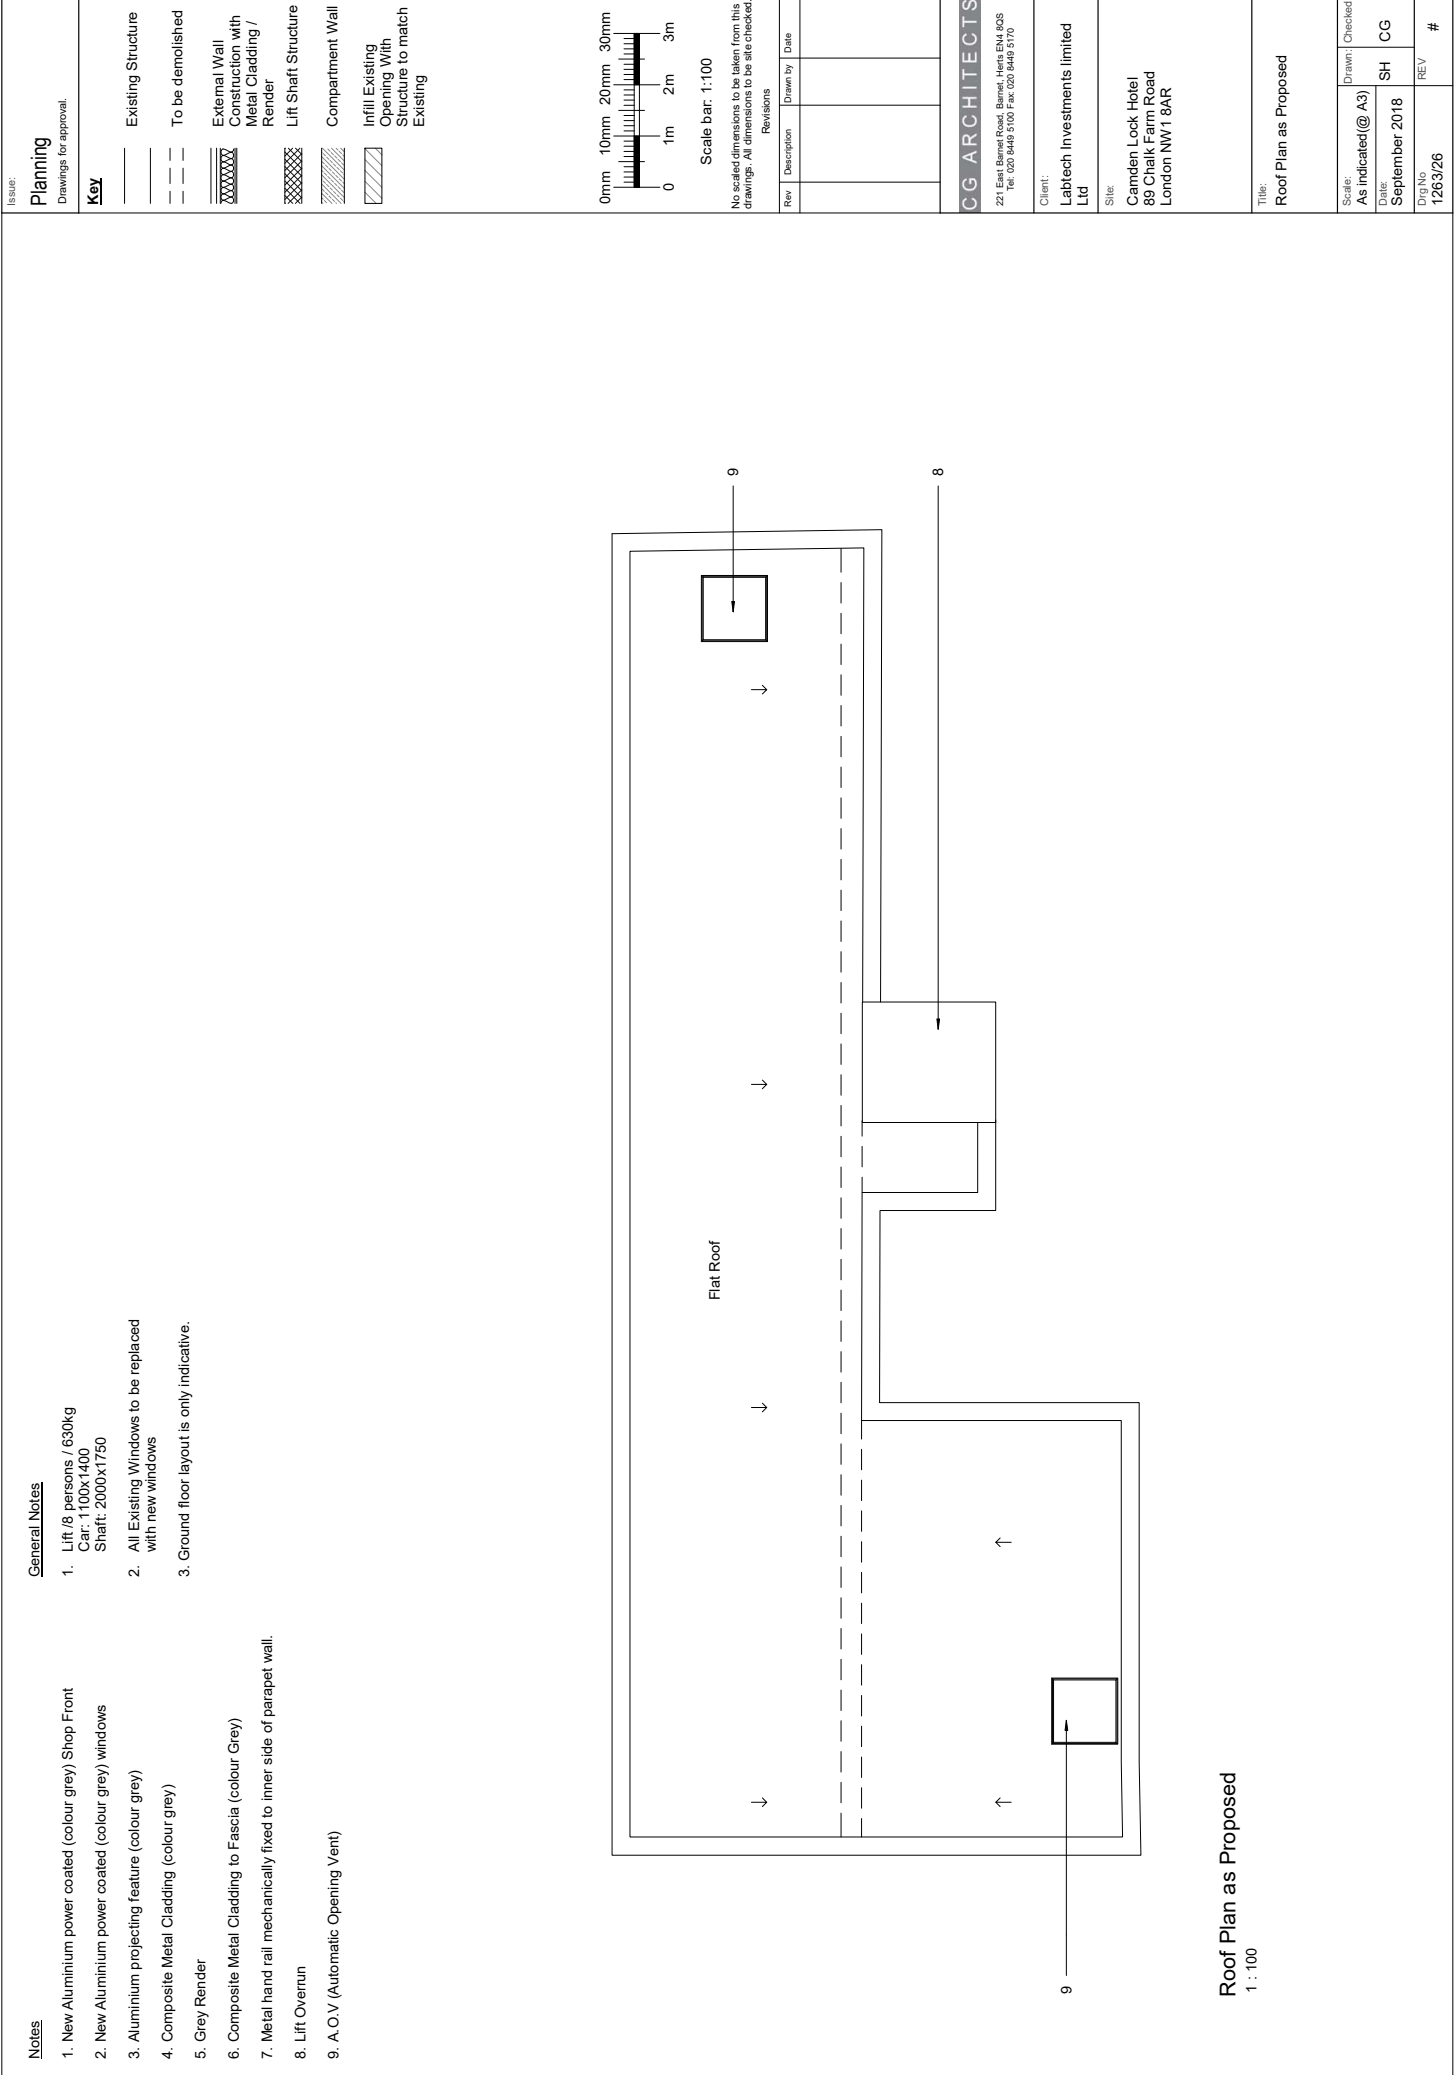 Notes
1. New Aluminium power coated (colour grey) Shop Front
2. New Aluminium power coated (colour grey) windows
3. Aluminium projecting feature (colour grey)
4. Composite Metal Cladding (colour grey)
5. Grey Render
6. Composite Metal Cladding to Fascia (colour Grey)
7. Metal hand rail mechanically fixed to inner side of parapet wall.
8. Lift Overrun
9. A.O.V (Automatic Opening Vent)
General Notes
1. Lift /8 persons / 630kg
Car: 1100x1400
Shaft: 2000x1750
2. All Existing Windows to be replaced
with new windows
3. Ground floor layout is only indicative.
Flat Roof
9
8
9
Roof Plan as Proposed
1 : 100
Issue:
Planning
Drawings for approval.
Key
Existing Structure
To be demolished
External Wall
Construction with
Metal Cladding /
Render
Lift Shaft Structure
Compartment Wall
Infill Existing
Opening With
Structure to match
Existing
0mm 10mm 20mm 30mm
0 1m 2m 3m
Scale bar: 1:100
No scaled dimensions to be taken from this
drawings. All dimensions to be site checked.
Revisions
Rev Description Drawn by Date
CG ARCHITECTS
221 East Barnet Road, Barnet, Herts EN4 8QS
Tel: 020 8449 5100 Fax: 020 8449 5170
Client:
Labtech Investments limited
Ltd
Site:
Camden Lock Hotel
89 Chalk Farm Road
London NW1 8AR
Title:
Roof Plan as Proposed
Scale: Drawn: Checked
As indicated(@ A3) SH CG
Date:
September 2018
Drg No REV
1263/26 #